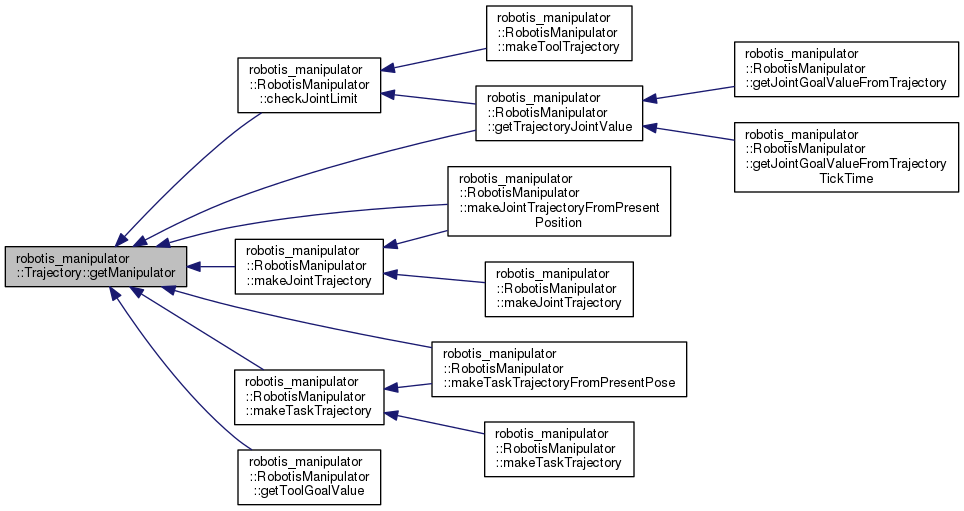 robotis_manipulator
::Trajectory::getManipulator
robotis_manipulator
::RobotisManipulator
::checkJointLimit
robotis_manipulator
::RobotisManipulator
::makeToolTrajectory
robotis_manipulator
::RobotisManipulator
::getTrajectoryJointValue
robotis_manipulator
::RobotisManipulator
::getJointGoalValueFromTrajectory
robotis_manipulator
::RobotisManipulator
::getJointGoalValueFromTrajectory
TickTime
robotis_manipulator
::RobotisManipulator
::makeJointTrajectoryFromPresent
Position
robotis_manipulator
::RobotisManipulator
::makeJointTrajectory
robotis_manipulator
::RobotisManipulator
::makeJointTrajectory
robotis_manipulator
::RobotisManipulator
::makeTaskTrajectoryFromPresentPose
robotis_manipulator
::RobotisManipulator
::makeTaskTrajectory
robotis_manipulator
::RobotisManipulator
::makeTaskTrajectory
robotis_manipulator
::RobotisManipulator
::getToolGoalValue